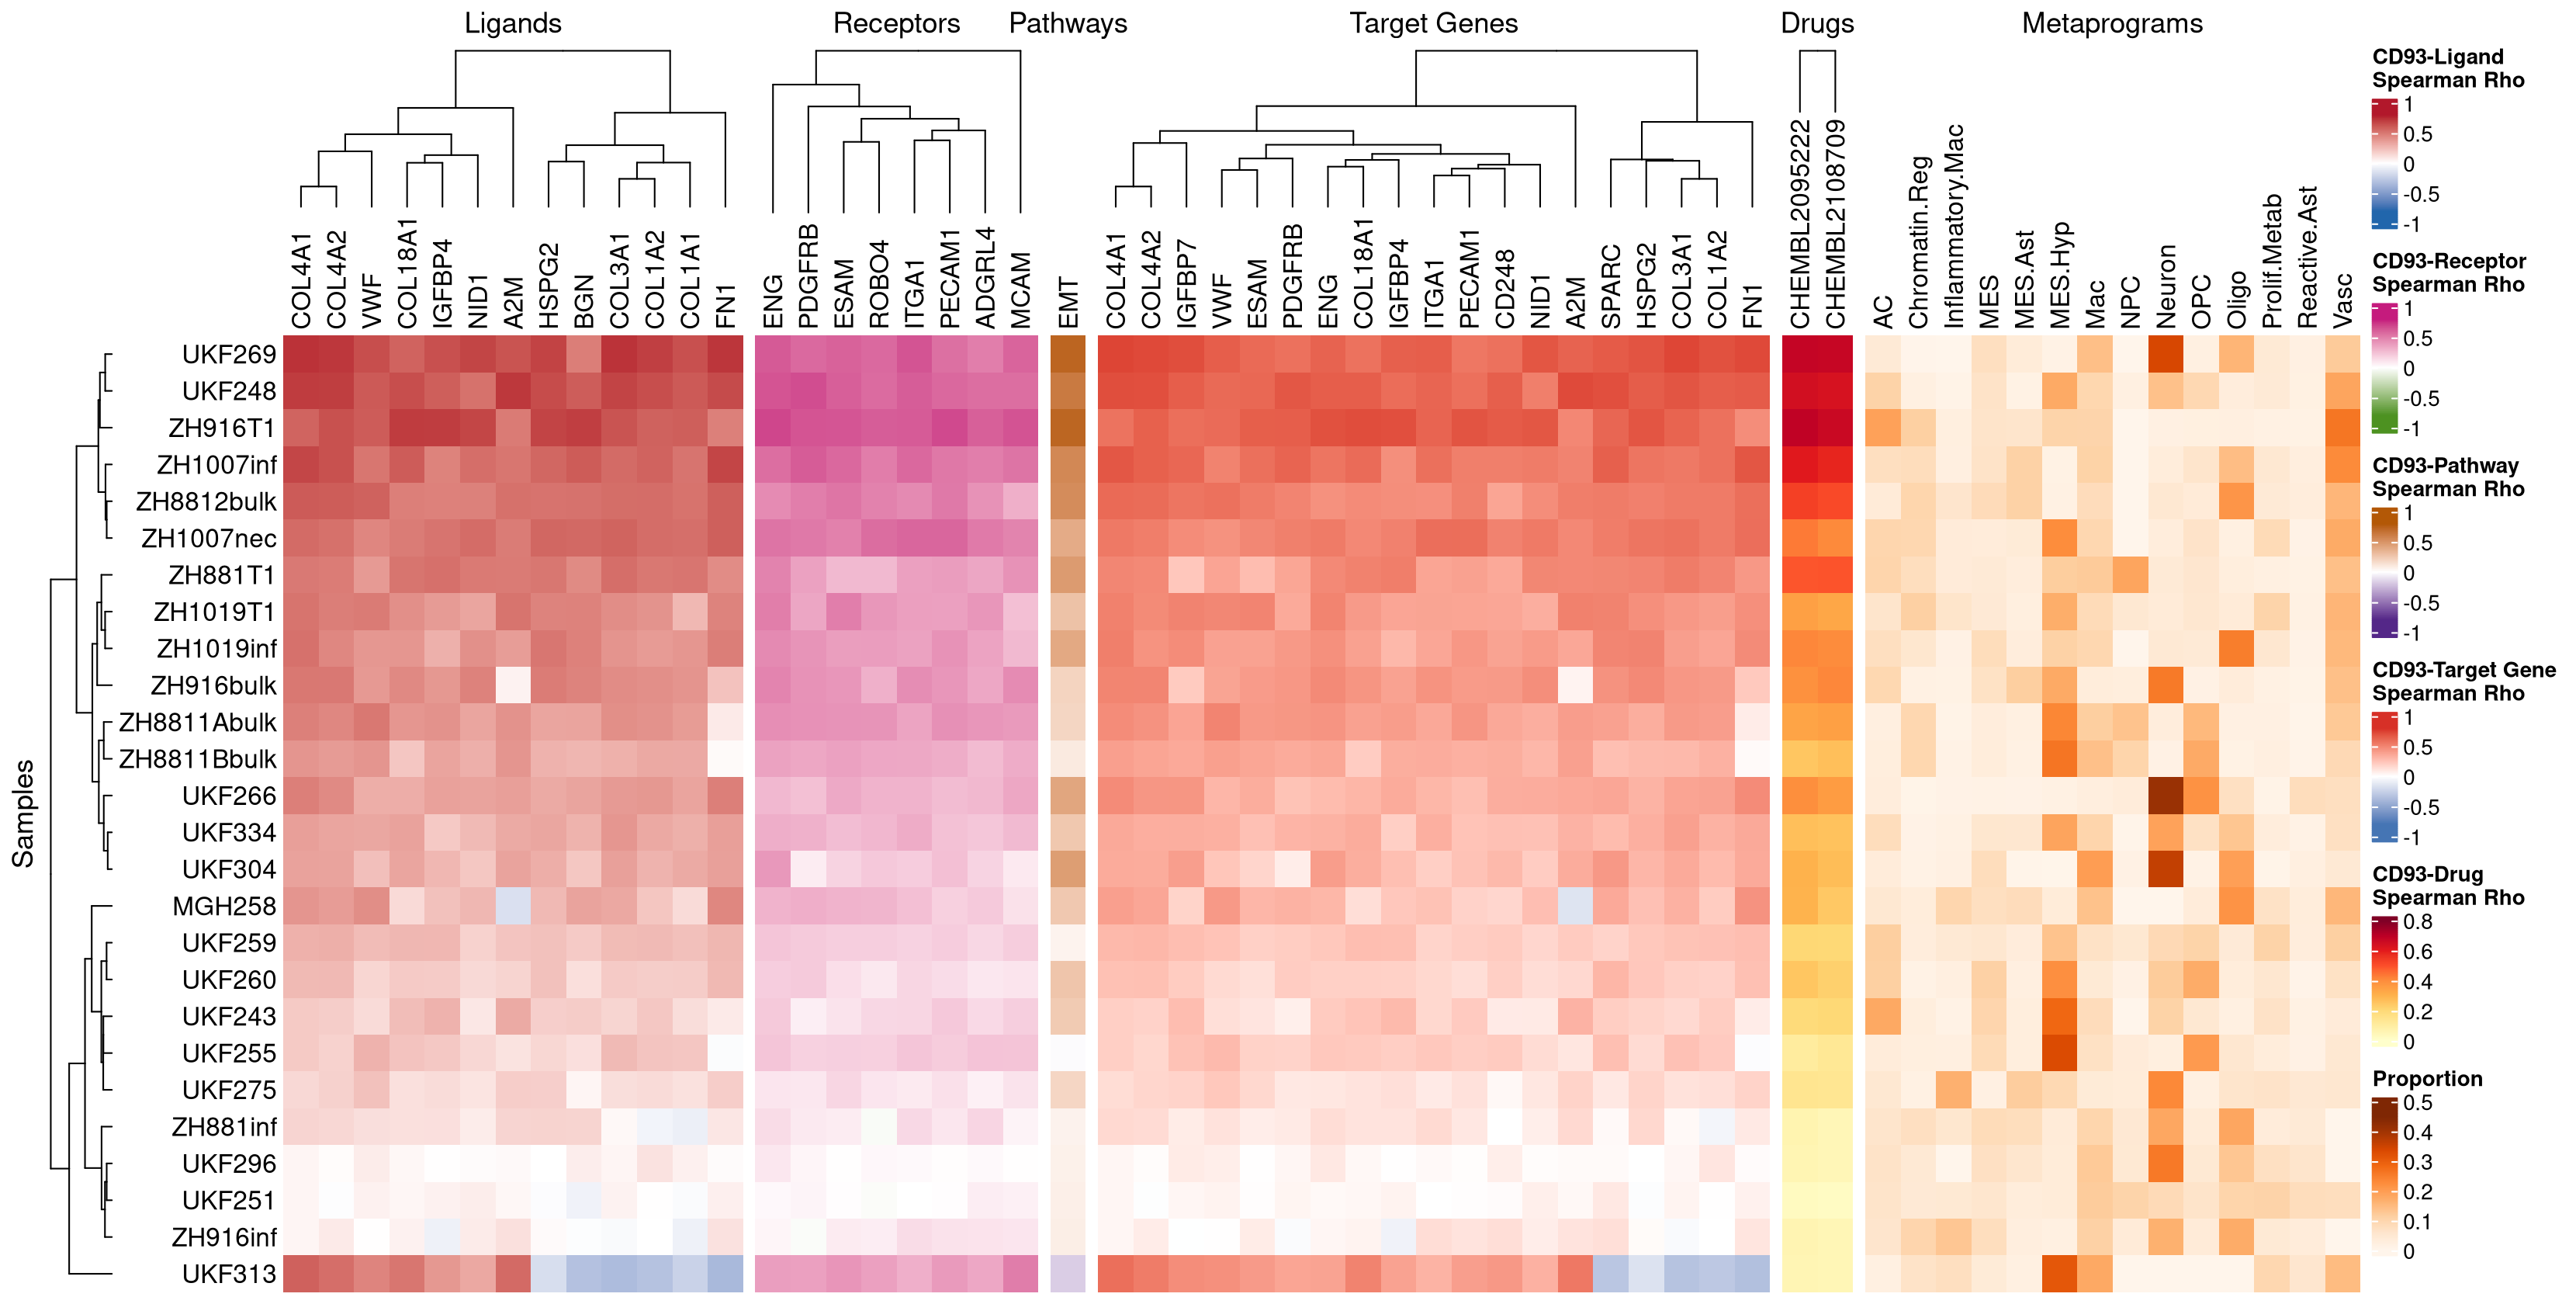 Ligands
Receptors
Pathways
Target Genes
Drugs
Metaprograms
COL4A1
COL4A2
VWF
COL18A1
IGFBP4
NID1
A2M
HSPG2
BGN
COL3A1
COL1A2
COL1A1
FN1
ENG
PDGFRB
ESAM
ROBO4
ITGA1
PECAM1
ADGRL4
MCAM
EMT
COL4A1
COL4A2
IGFBP7
VWF
ESAM
PDGFRB
ENG
COL18A1
IGFBP4
ITGA1
PECAM1
CD248
NID1
A2M
SPARC
HSPG2
COL3A1
COL1A2
FN1
CHEMBL2095222
CHEMBL2108709
AC
Chromatin.Reg
Inflammatory.Mac
MES
MES.Ast
MES.Hyp
Mac
NPC
Neuron
OPC
Oligo
Prolif.Metab
Reactive.Ast
Vasc
Samples
UKF269
UKF248
ZH916T1
ZH1007inf
ZH8812bulk
ZH1007nec
ZH881T1
ZH1019T1
ZH1019inf
ZH916bulk
ZH8811Abulk
ZH8811Bbulk
UKF266
UKF334
UKF304
MGH258
UKF259
UKF260
UKF243
UKF255
UKF275
ZH881inf
UKF296
UKF251
ZH916inf
UKF313
CD93-Ligand
Spearman Rho
1
0.5
0
-0.5
-1
CD93-Receptor
Spearman Rho
1
0.5
0
-0.5
-1
CD93-Pathway
Spearman Rho
1
0.5
0
-0.5
-1
CD93-Target Gene
Spearman Rho
1
0.5
0
-0.5
-1
CD93-Drug
Spearman Rho
0.8
0.6
0.4
0.2
0
Proportion
0.5
0.4
0.3
0.2
0.1
0